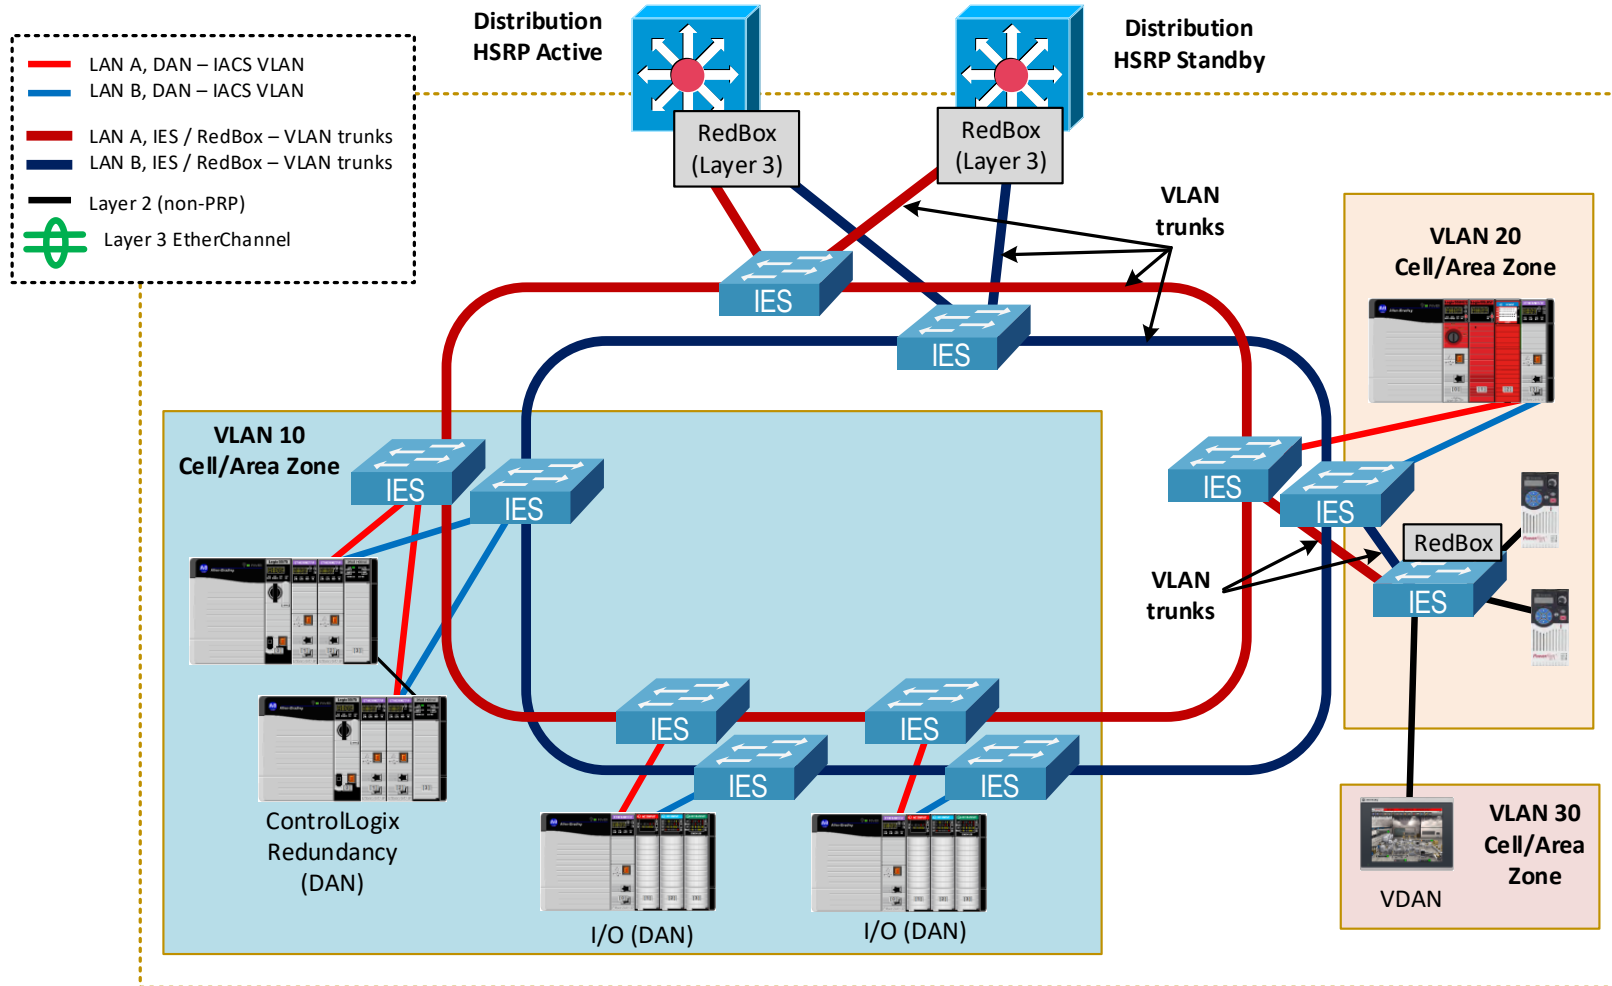 Distribution
HSRP Active
Distribution
HSRP Standby
LAN A, DAN – IACS VLAN
LAN B, DAN – IACS VLAN
LAN A, IES / RedBox – VLAN trunks
LAN B, IES / RedBox – VLAN trunks
Layer 2 (non-PRP)
Layer 3 EtherChannel
RedBox
(Layer 3)
RedBox
(Layer 3)
VLAN
trunks
VLAN 20
Cell/Area Zone
IES
IES
VLAN 10
Cell/Area Zone
IES
IES
IES
IES
RedBox
IES
VLAN
trunks
IES
IES
IES
IES
ControlLogix
Redundancy
(DAN)
I/O (DAN)
I/O (DAN)
VLAN 30
Cell/Area
Zone
VDAN